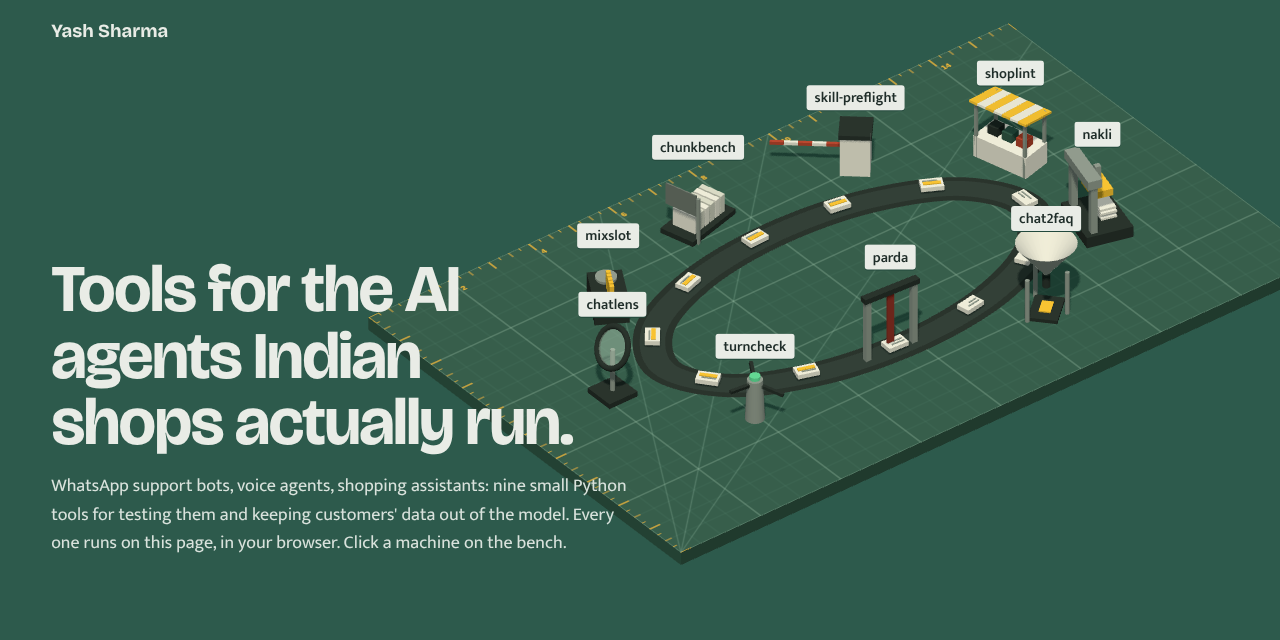 Yash Sharma
shoplint
skill-preflight
nakli
chunkbench
chat2faq
mixslot
parda
chatlens
turncheck
Tools for the AI
agents Indian
shops actually run.
WhatsApp support bots, voice agents, shopping assistants: nine small Python
tools for testing them and keeping customers' data out of the model. Every
one runs on this page, in your browser. Click a machine on the bench.